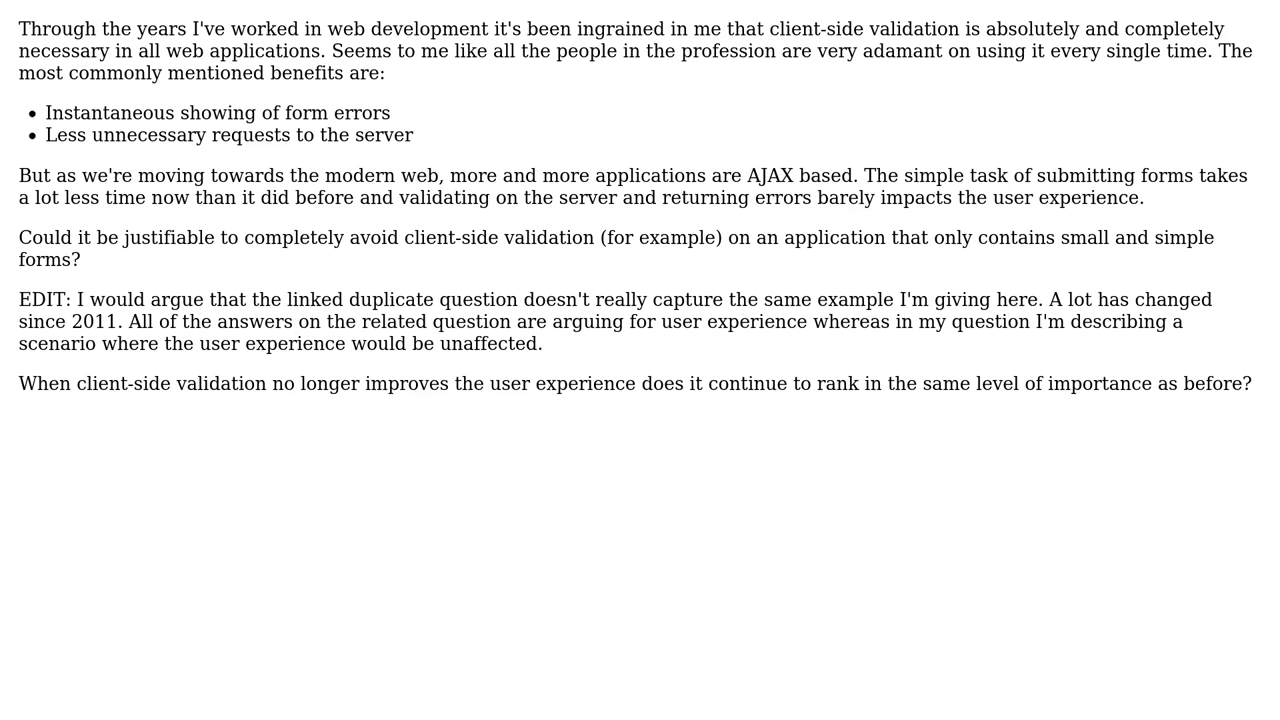 Through the years I've worked in web development it's been ingrained in me that client-side validation is absolutely and completely
necessary in all web applications. Seems to me like all the people in the profession are very adamant on using it every single time. The
most commonly mentioned benefits are:
• Instantaneous showing of form errors
• Less unnecessary requests to the server
But as we're moving towards the modern web, more and more applications are AJAX based. The simple task of submitting forms takes
a lot less time now than it did before and validating on the server and returning errors barely impacts the user experience.
Could it be justifiable to completely avoid client-side validation (for example) on an application that only contains small and simple
forms?
EDIT: I would argue that the linked duplicate question doesn't really capture the same example I'm giving here. A lot has changed
since 2011. All of the answers on the related question are arguing for user experience whereas in my question I'm describing a
scenario where the user experience would be unaffected.
When client-side validation no longer improves the user experience does it continue to rank in the same level of importance as before?